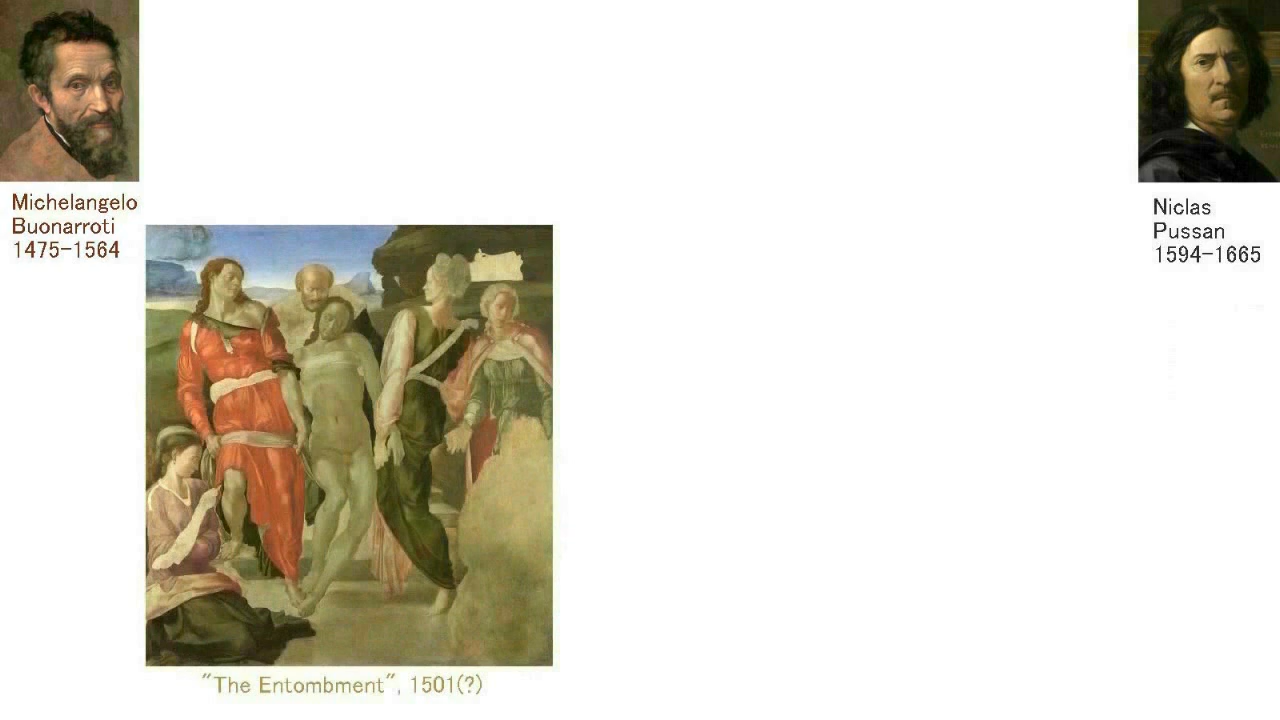 Michelangelo
Buonarroti
1475-1564
Niclas
Pussan
1594-1665
"The Entombment", 1501(?)